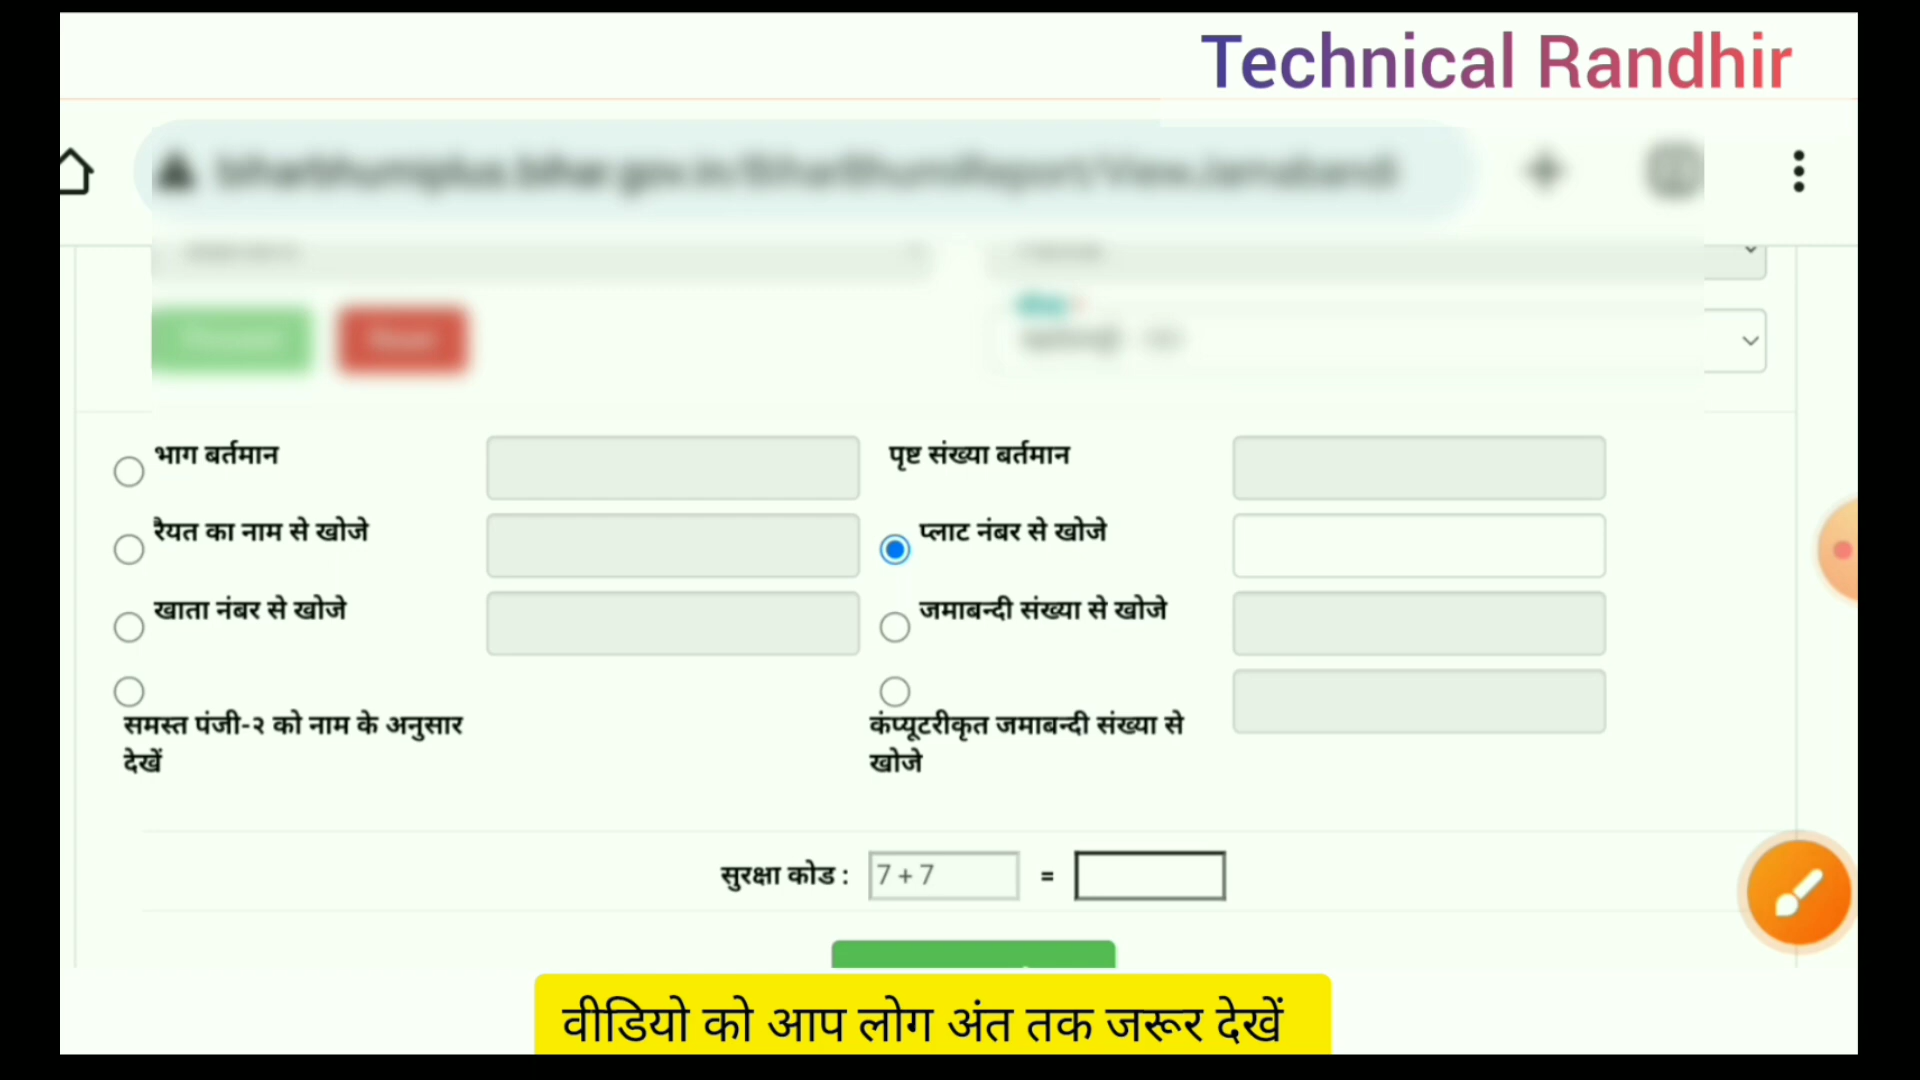 Technical Randhir
भाग बर्तमान
पृष्ट संख्या बर्तमान
रैयत का नाम से खोजे
प्लाट नंबर से खोजे
खाता नंबर से खोजे
जमाबन्दी संख्या से खोजे
समस्त पंजी-२ को नाम के अनुसार
देखें
कंप्यूटरीकृत जमाबन्दी संख्या से
खोजे
सुरक्षा कोड : 7 + 7 =
वीडियो को आप लोग अंत तक जरूर देखें